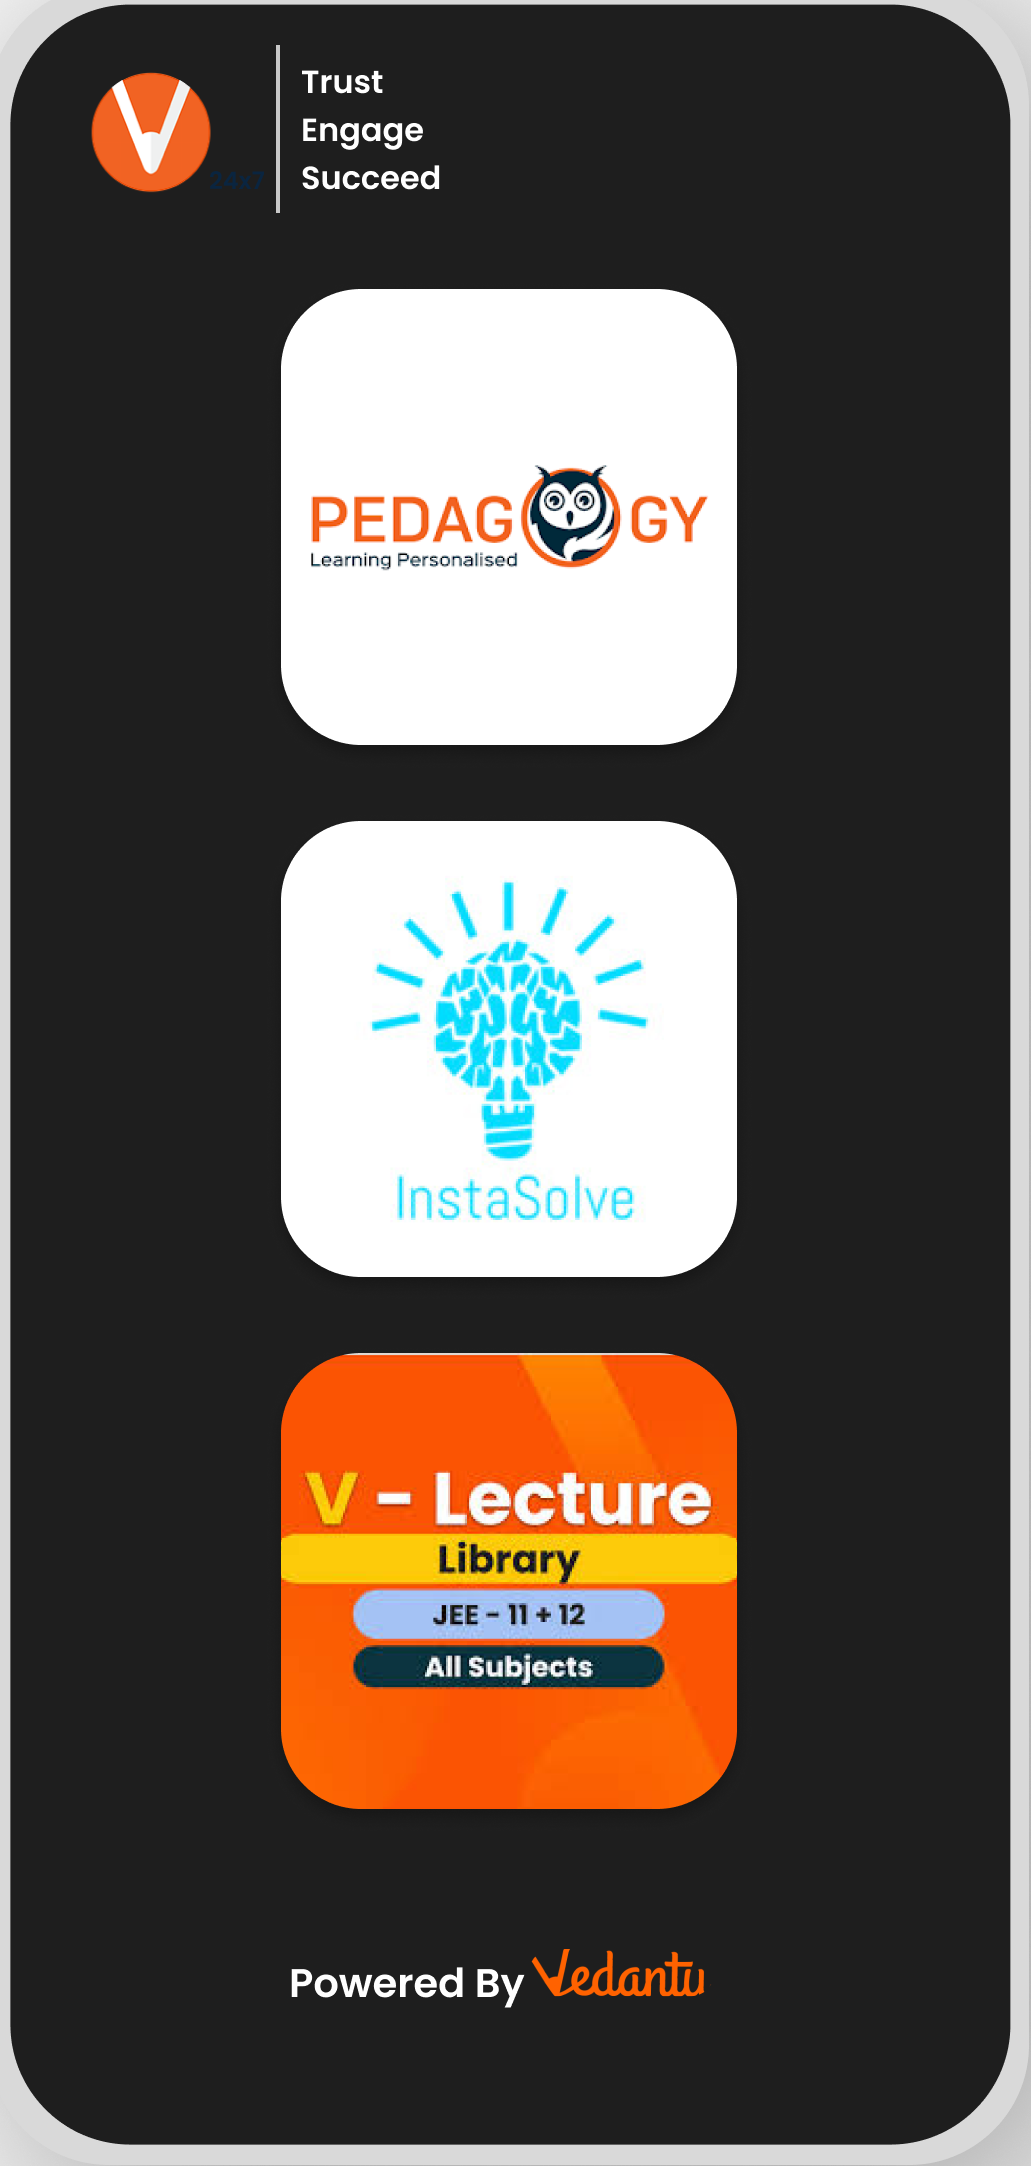 Trust
Engage
Succeed
24x7
PEDAGOGY
Learning Personalised
InstaSolve
V - Lecture
Library
JEE - 11 + 12
All Subjects
Powered By Vedantu